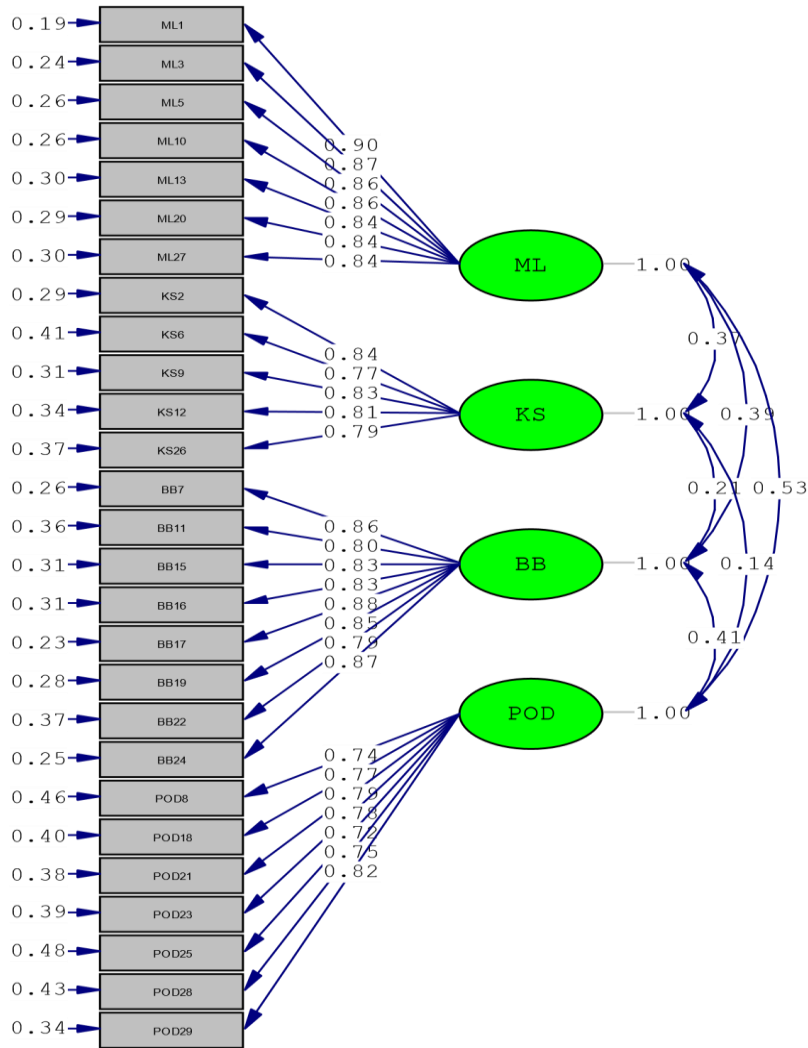 0.19 ML1
0.24 ML3
0.26 ML5
0.26 ML10
0.30 ML13
0.29 ML20
0.30 ML27
0.29 KS2
0.41 KS6
0.31 KS9
0.34 KS12
0.37 KS26
0.26 BB7
0.36 BB11
0.31 BB15
0.31 BB16
0.23 BB17
0.28 BB19
0.37 BB22
0.25 BB24
0.46 POD8
0.40 POD18
0.38 POD21
0.39 POD23
0.48 POD25
0.43 POD28
0.34 POD29
0.90
0.87
0.86
0.86
0.84
0.84
0.84
0.84
0.77
0.83
0.81
0.79
0.86
0.80
0.83
0.83
0.88
0.85
0.79
0.87
0.74
0.77
0.79
0.78
0.72
0.75
0.82
ML 1.00
KS 1.00
BB 1.00
POD 1.00
0.37
0.39
0.21 0.53
0.14
0.41